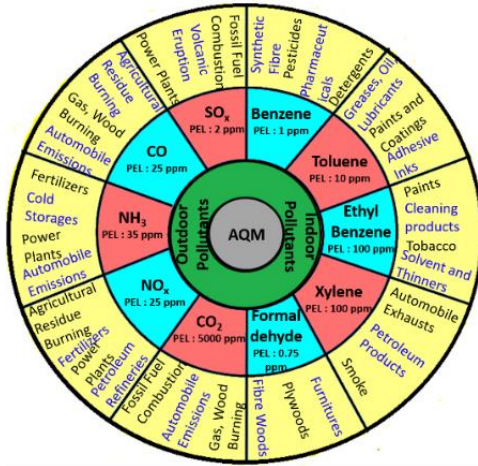 AQM
Outdoor
Pollutants
Indoor
Pollutants
Benzene
PEL : 1 ppm
Synthetic
Fibre
Pesticides
Pharmaceut
icals
Detergents
Toluene
PEL : 10 ppm
Greases, Oil,
Lubricants
Paints and
Coatings
Adhesive
Inks
Ethyl
Benzene
PEL : 100 ppm
Paints
Cleaning
products
Tobacco
Solvent and
Thinners
Xylene
PEL : 100 ppm
Automobile
Exhausts
Petroleum
Products
Smoke
Formal
dehyde
PEL : 0.75
ppm
Furnitures
Plywoods
Fibre Woods
CO₂
PEL : 5000 ppm
Fossil Fuel
Combustion
Automobile
Emissions
Gas, Wood
Burning
NOₓ
PEL : 25 ppm
Agricultural
Residue
Burning
Fertilizers
Power
Plants
Petroleum
Refineries
NH₃
PEL : 35 ppm
Fertilizers
Cold
Storages
Power
Plants
Automobile
Emissions
CO
PEL : 25 ppm
Agricultural
Residue
Burning
Gas, Wood
Burning
Automobile
Emissions
SOₓ
PEL : 2 ppm
Power Plants
Volcanic
Eruption
Fossil Fuel
Combustion